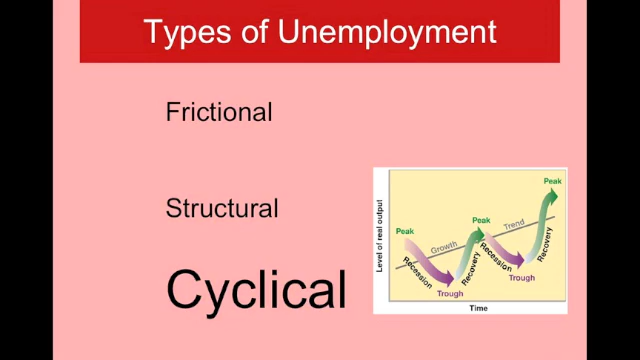 Types of Unemployment
Frictional
Structural
Cyclical
Level of real output
Peak
Growth
Recession
Trough
Recovery
Peak
Trend
Recession
Trough
Recovery
Peak
Time